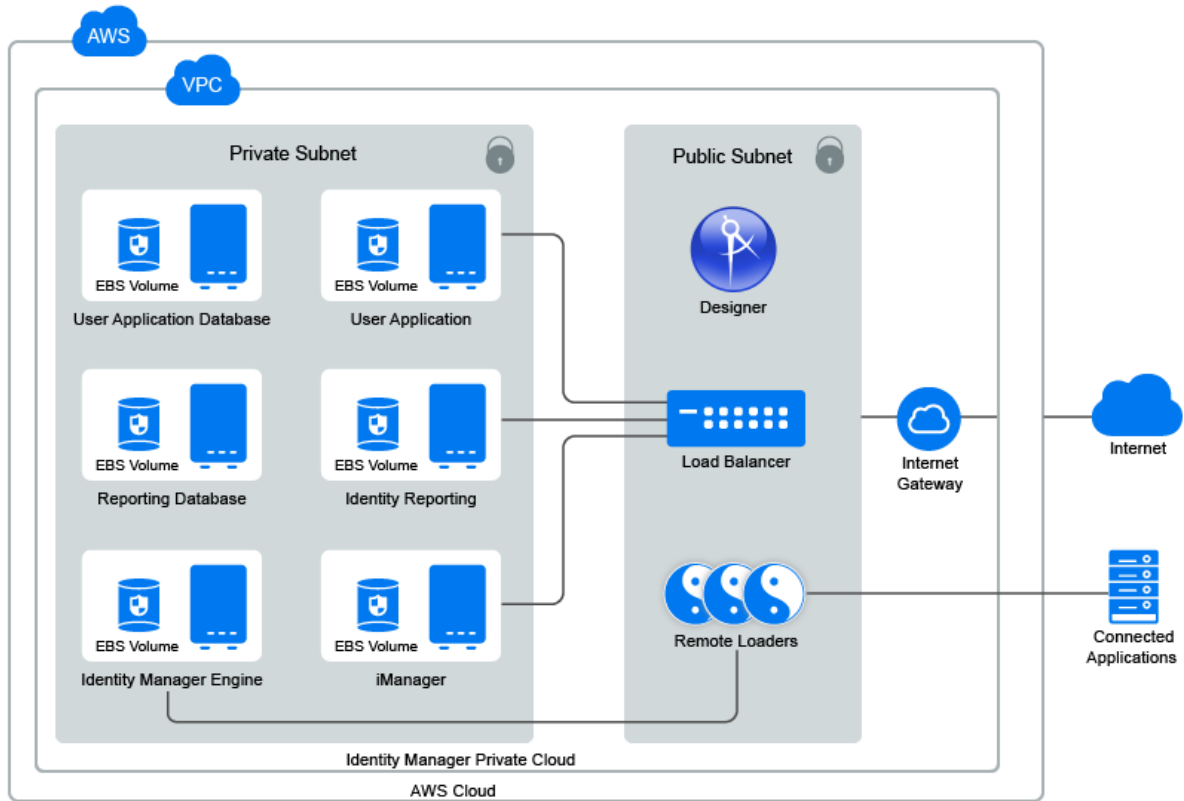 AWS
VPC
Private Subnet
Public Subnet
EBS Volume
User Application Database
EBS Volume
User Application
Designer
EBS Volume
Reporting Database
EBS Volume
Identity Reporting
Load Balancer
Internet
Gateway
Internet
EBS Volume
Identity Manager Engine
EBS Volume
iManager
Remote Loaders
Connected
Applications
Identity Manager Private Cloud
AWS Cloud